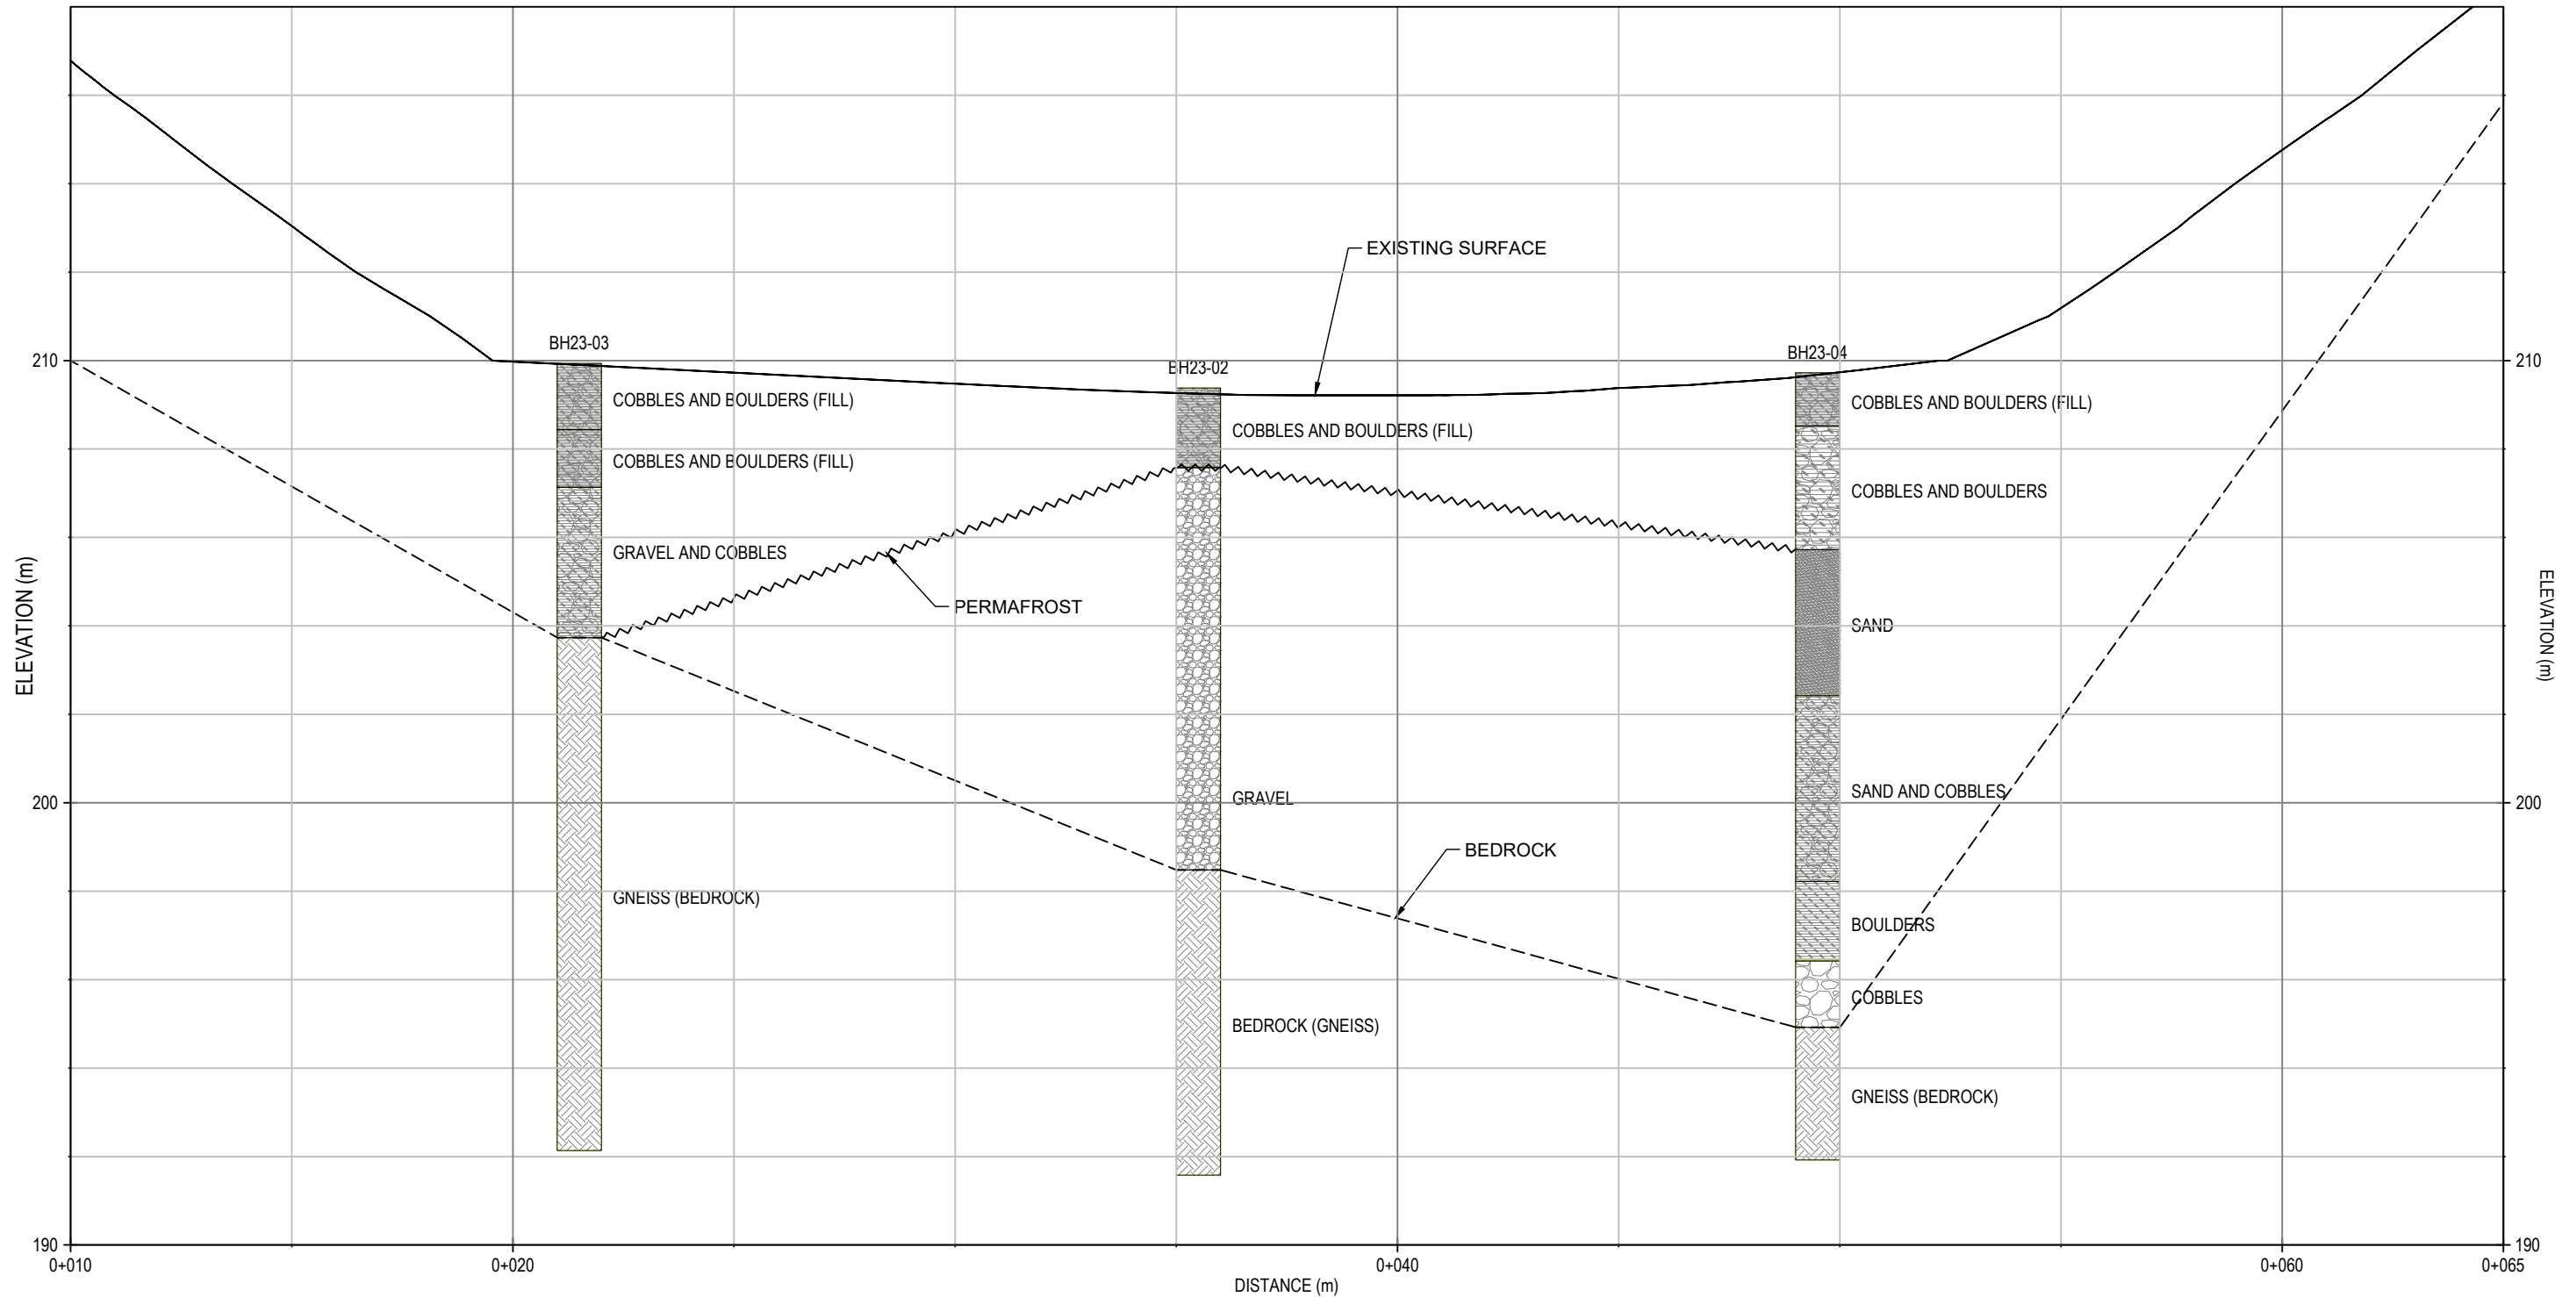 BH23-03
BH23-02
BH23-04
EXISTING SURFACE
210
210
COBBLES AND BOULDERS (FILL)
COBBLES AND BOULDERS (FILL)
GRAVEL AND COBBLES
GNEISS (BEDROCK)
PERMAFROST
COBBLES AND BOULDERS (FILL)
GRAVEL
BEDROCK (GNEISS)
BEDROCK
COBBLES AND BOULDERS (FILL)
COBBLES AND BOULDERS
SAND
SAND AND COBBLES
BOULDERS
COBBLES
GNEISS (BEDROCK)
ELEVATION (m)
ELEVATION (m)
200
200
190
190
0+010
0+020
0+040
0+060
0+065
DISTANCE (m)